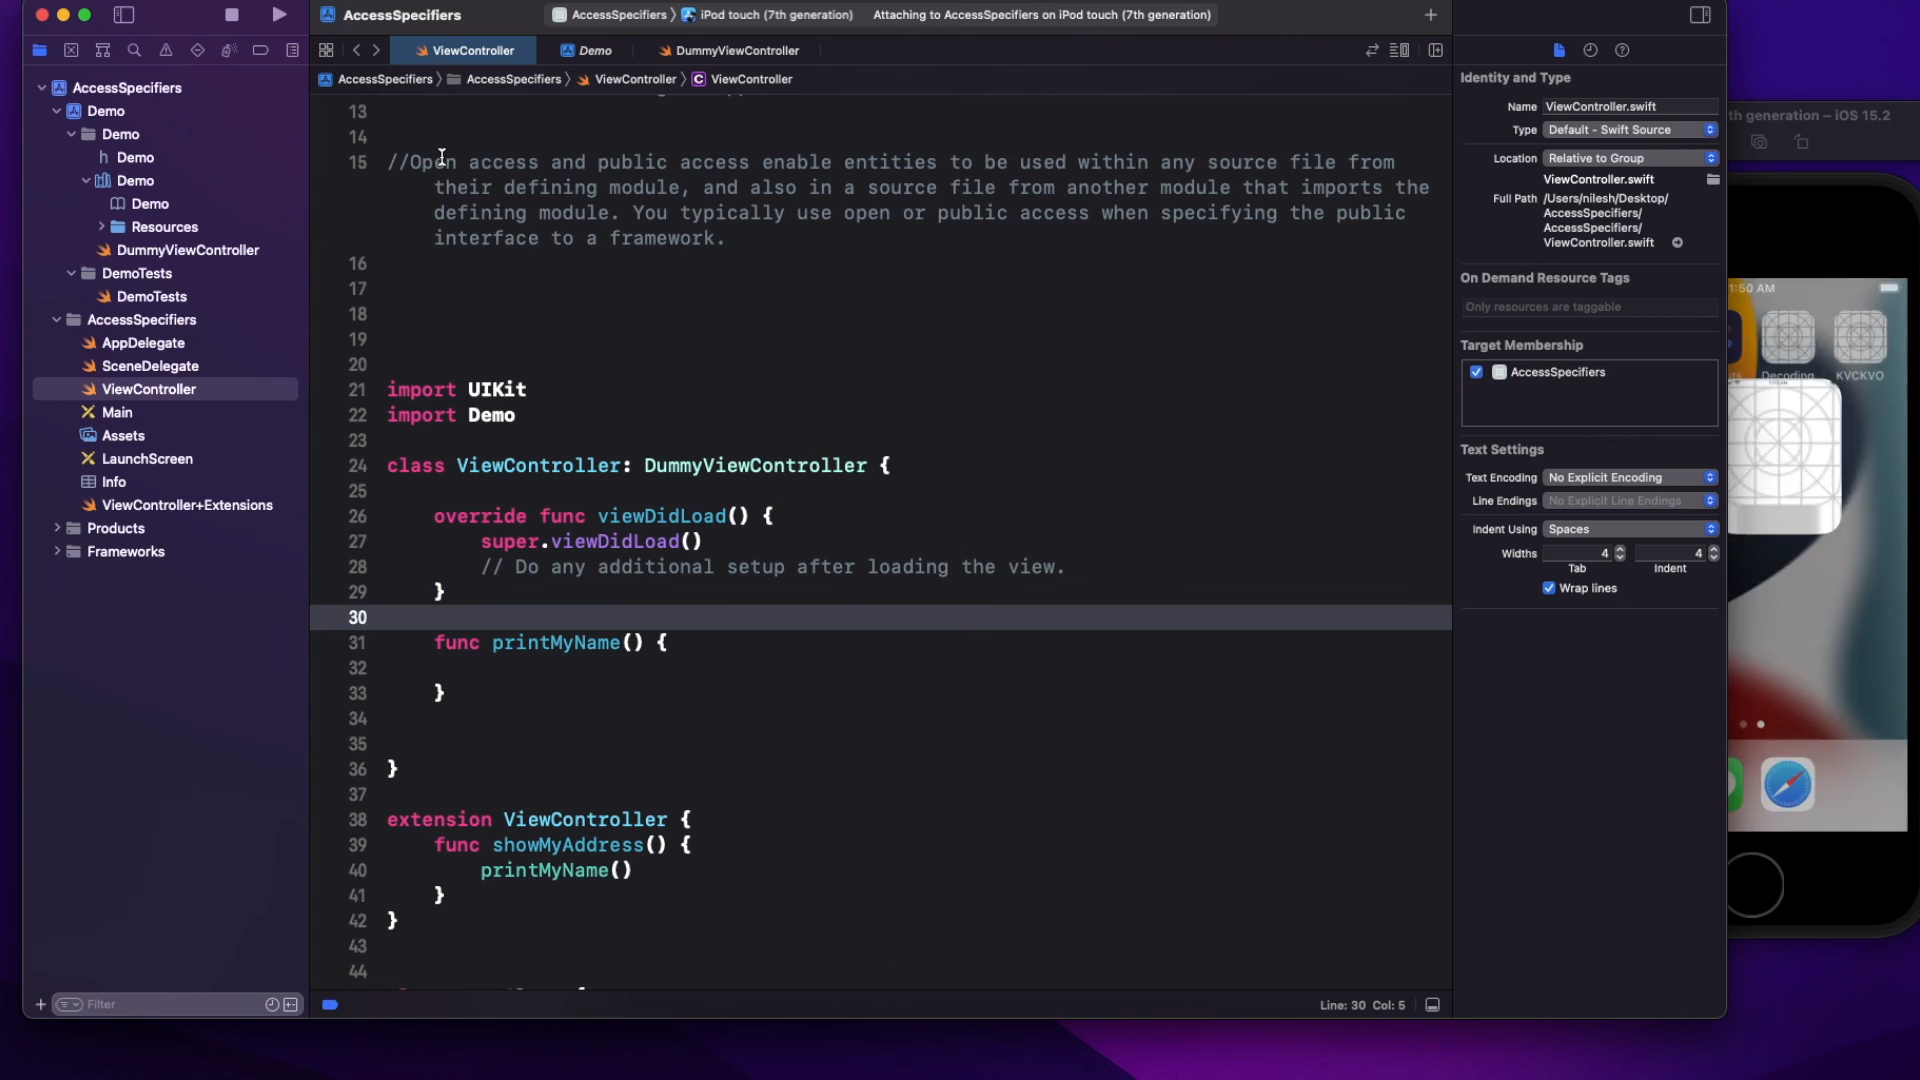 AccessSpecifiers
AccessSpecifiers
iPod touch (7th generation)
Attaching to AccessSpecifiers on iPod touch (7th generation)
ViewController
Demo
DummyViewController
AccessSpecifiers
AccessSpecifiers
ViewController
C
ViewController
AccessSpecifiers
Demo
Demo
h Demo
Demo
Demo
Resources
DummyViewController
DemoTests
DemoTests
AccessSpecifiers
AppDelegate
SceneDelegate
ViewController
Main
Assets
LaunchScreen
Info
ViewController+Extensions
Products
Frameworks
Filter
13
14
15 //Open access and public access enable entities to be used within any source file from
their defining module, and also in a source file from another module that imports the
defining module. You typically use open or public access when specifying the public
interface to a framework.
16
17
18
19
20
21 import UIKit
22 import Demo
23
24 class ViewController: DummyViewController {
25
26 override func viewDidLoad() {
27 super.viewDidLoad()
28 // Do any additional setup after loading the view.
29 }
30
31 func printMyName() {
32
33 }
34
35
36 }
37
38 extension ViewController {
39 func showMyAddress() {
40 printMyName()
41 }
42 }
43
44
Line: 30 Col: 5
Identity and Type
Name ViewController.swift
Type Default - Swift Source
Location Relative to Group
ViewController.swift
Full Path /Users/nilesh/Desktop/
AccessSpecifiers/
AccessSpecifiers/
ViewController.swift
On Demand Resource Tags
Only resources are taggable
Target Membership
AccessSpecifiers
Text Settings
Text Encoding No Explicit Encoding
Line Endings No Explicit Line Endings
Indent Using Spaces
Widths 4 4
Tab Indent
Wrap lines
th generation – iOS 15.2
1:50 AM
Decoding
KVCKVO